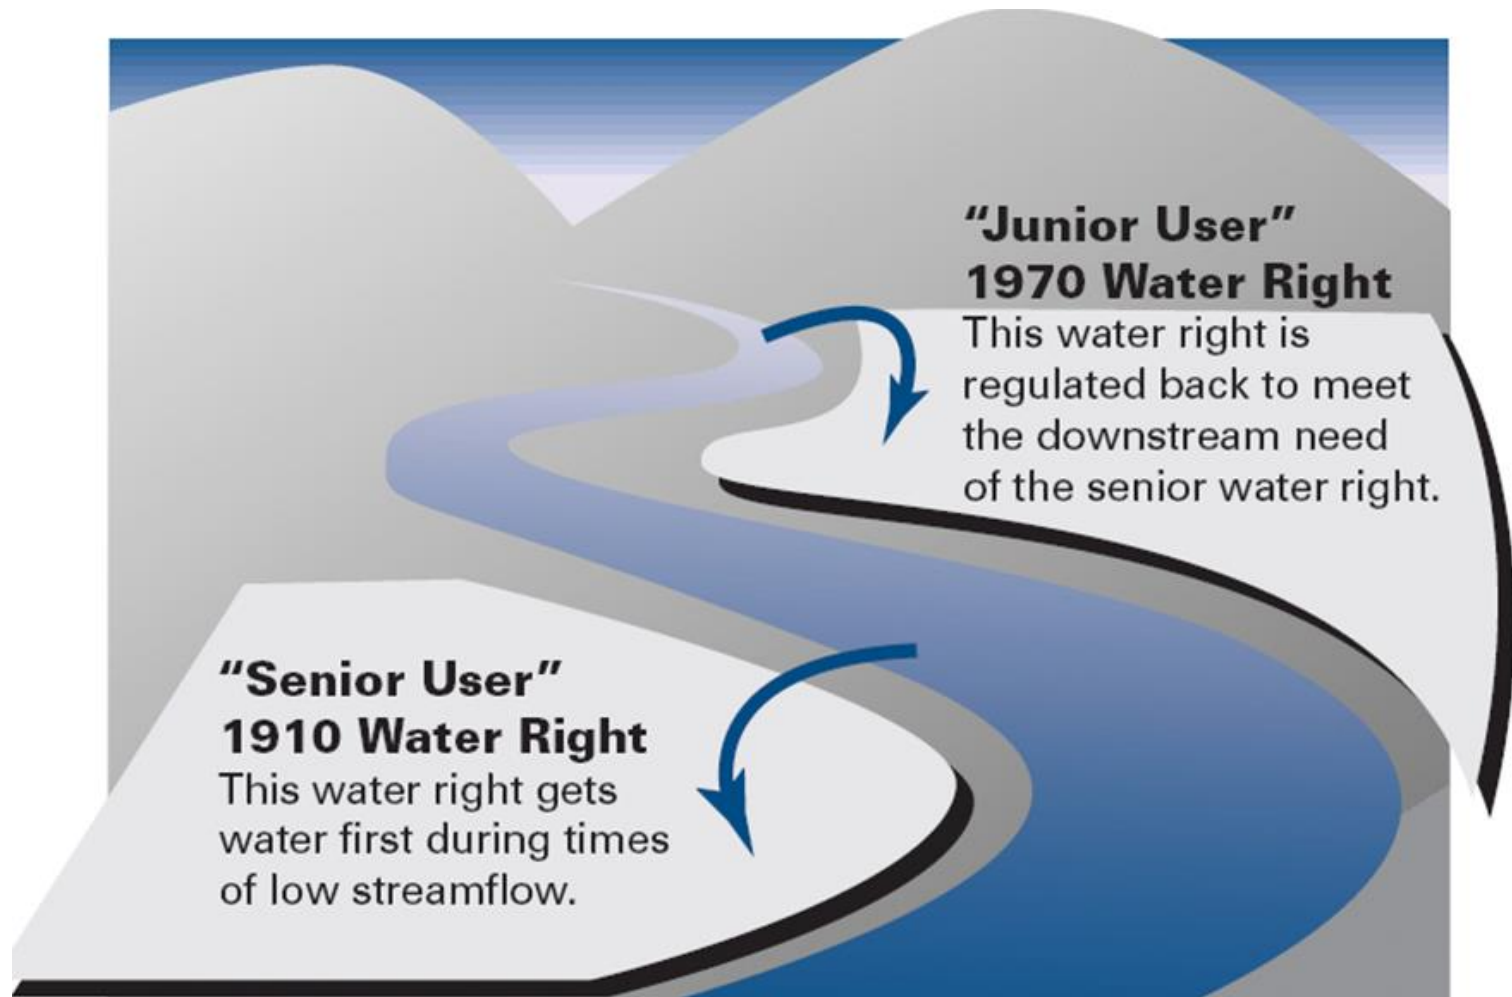 “Junior User”
1970 Water Right
This water right is
regulated back to meet
the downstream need
of the senior water right.
“Senior User”
1910 Water Right
This water right gets
water first during times
of low streamflow.